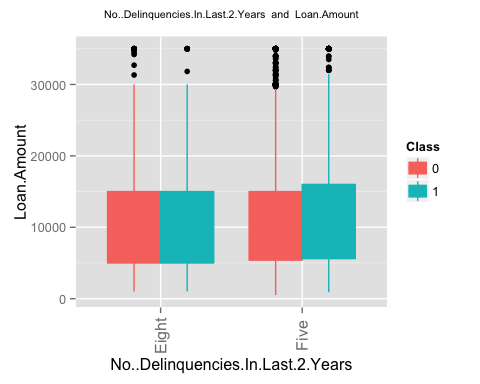 No..Delinquencies.In.Last.2.Years and Loan.Amount
Loan.Amount
30000
20000
10000
0
Eight
Five
No..Delinquencies.In.Last.2.Years
Class
0
1